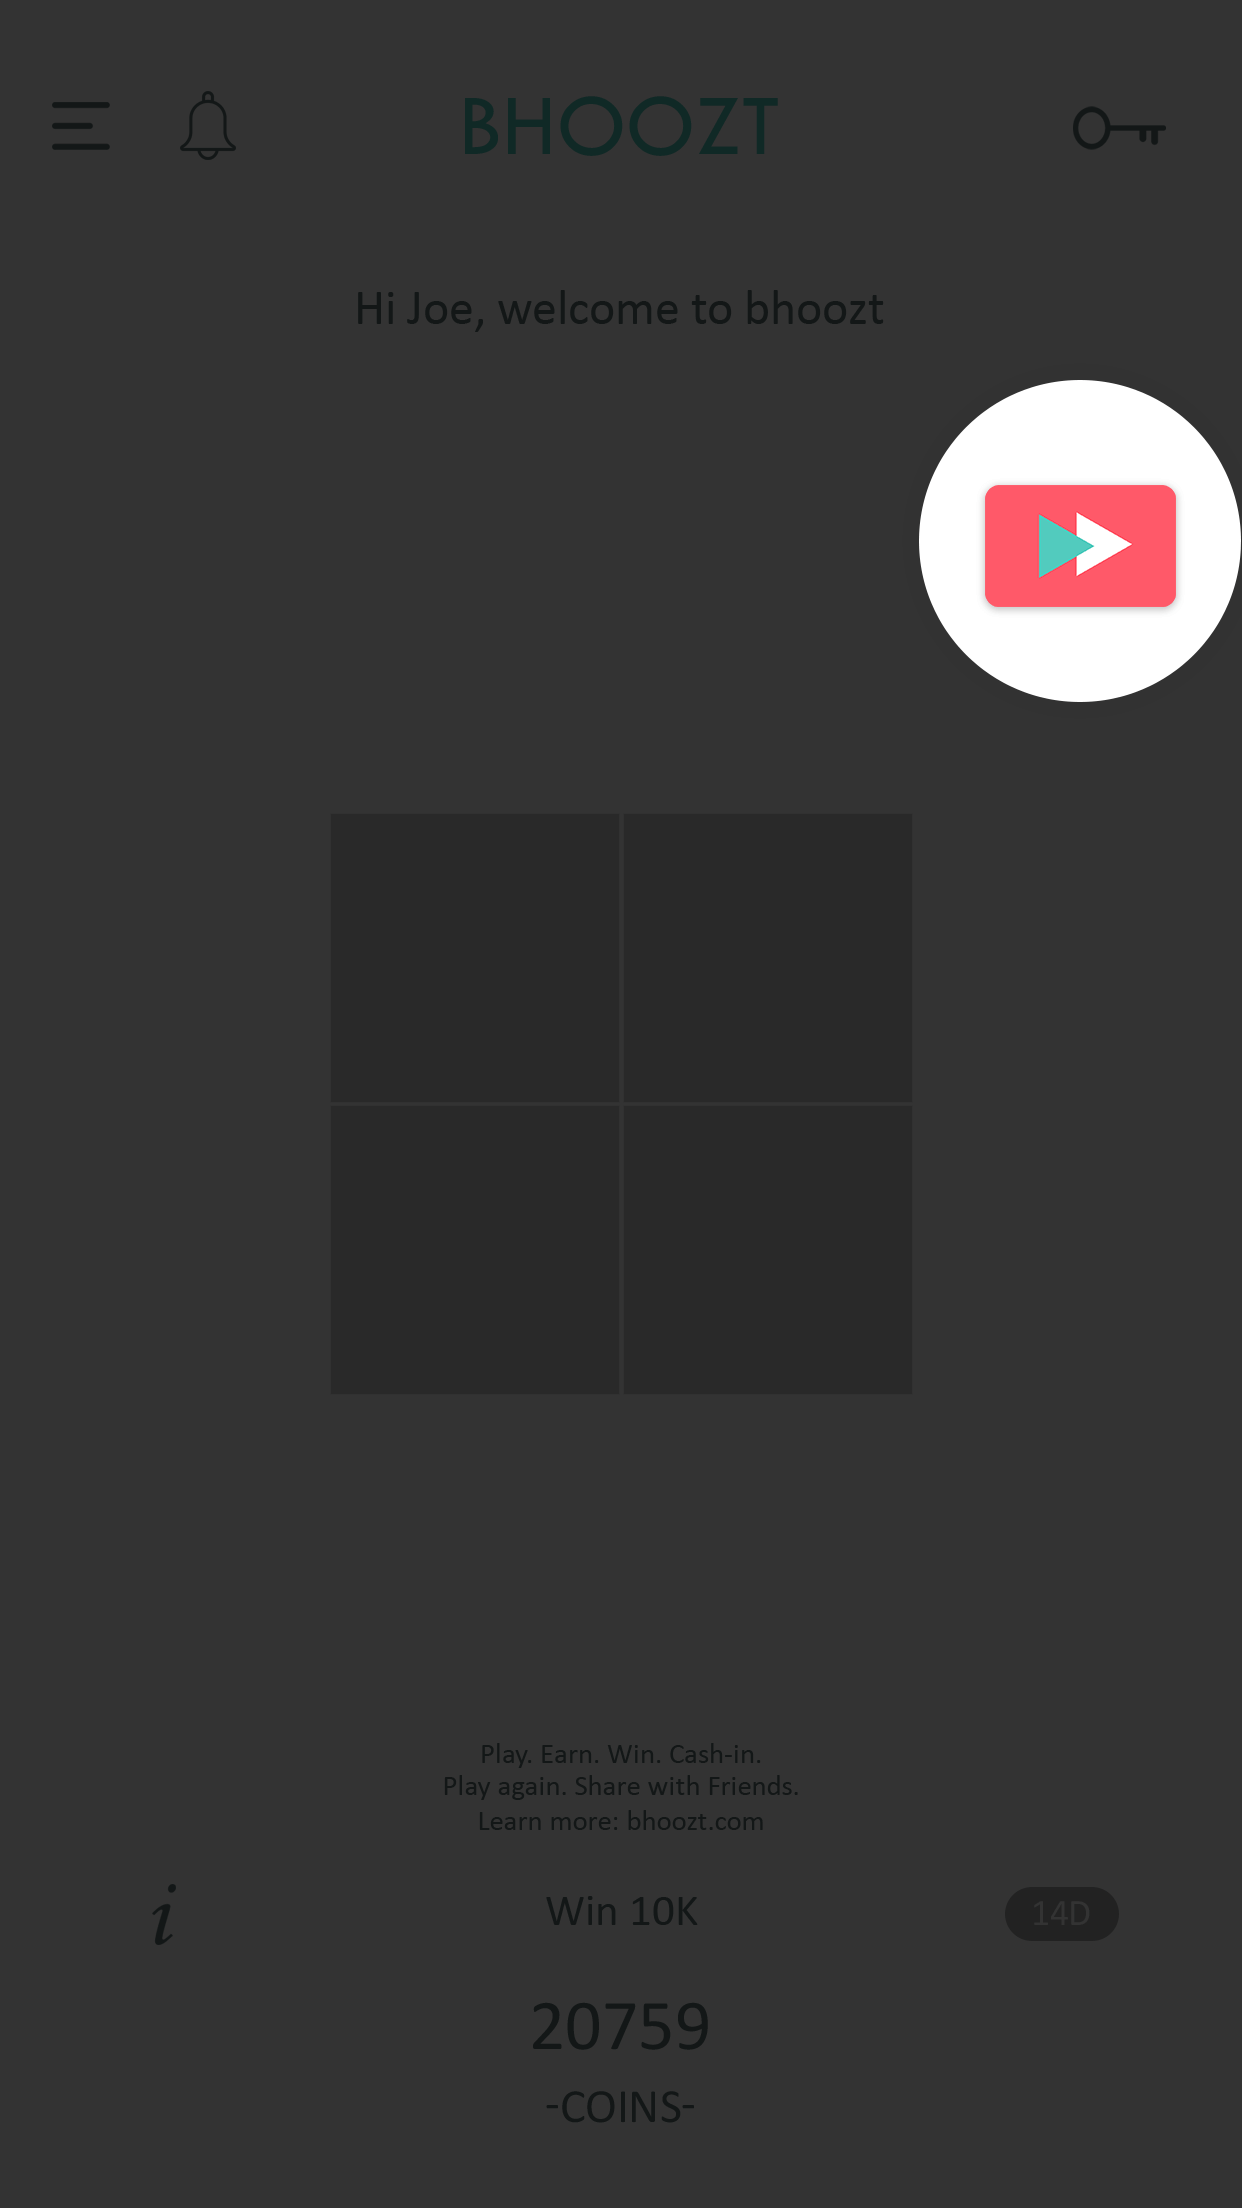 BHOOZT
Hi Joe, welcome to bhoozt
Play. Earn. Win. Cash-in.
Play again. Share with Friends.
Learn more: bhoozt.com
i
Win 10K
14D
20759
-COINS-